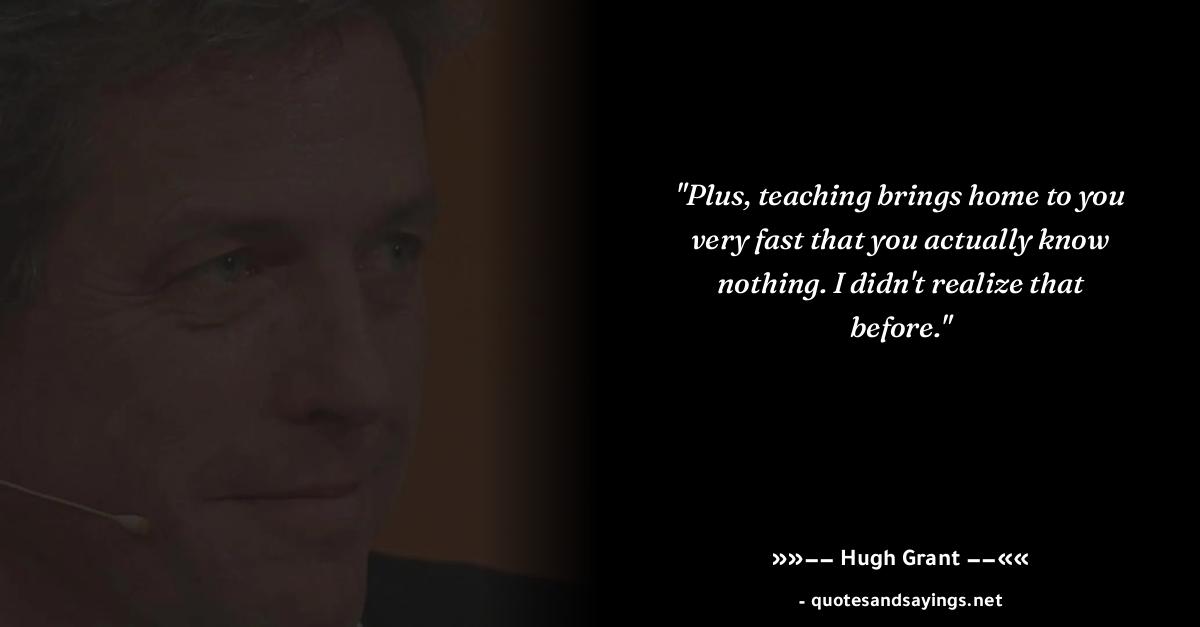 "Plus, teaching brings home to you
very fast that you actually know
nothing. I didn't realize that
before."
»»−− Hugh Grant −−««
- quotesandsayings.net